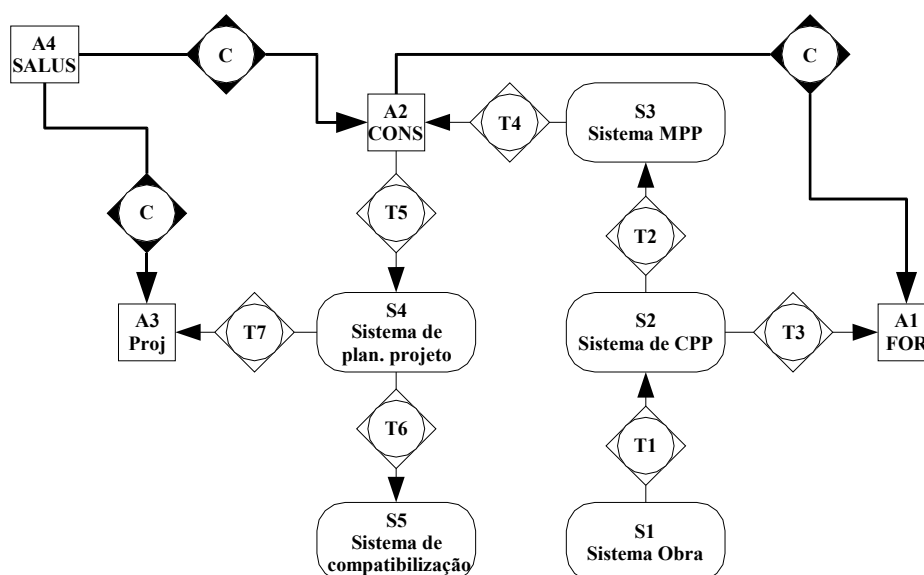 A4
SALUS
C
C
A2
CONS
T4
S3
Sistema MPP
C
T5
T2
A3
Proj
T7
S4
Sistema de
plan. projeto
S2
Sistema de CPP
T3
A1
FOR
T6
T1
S5
Sistema de
compatibilização
S1
Sistema Obra